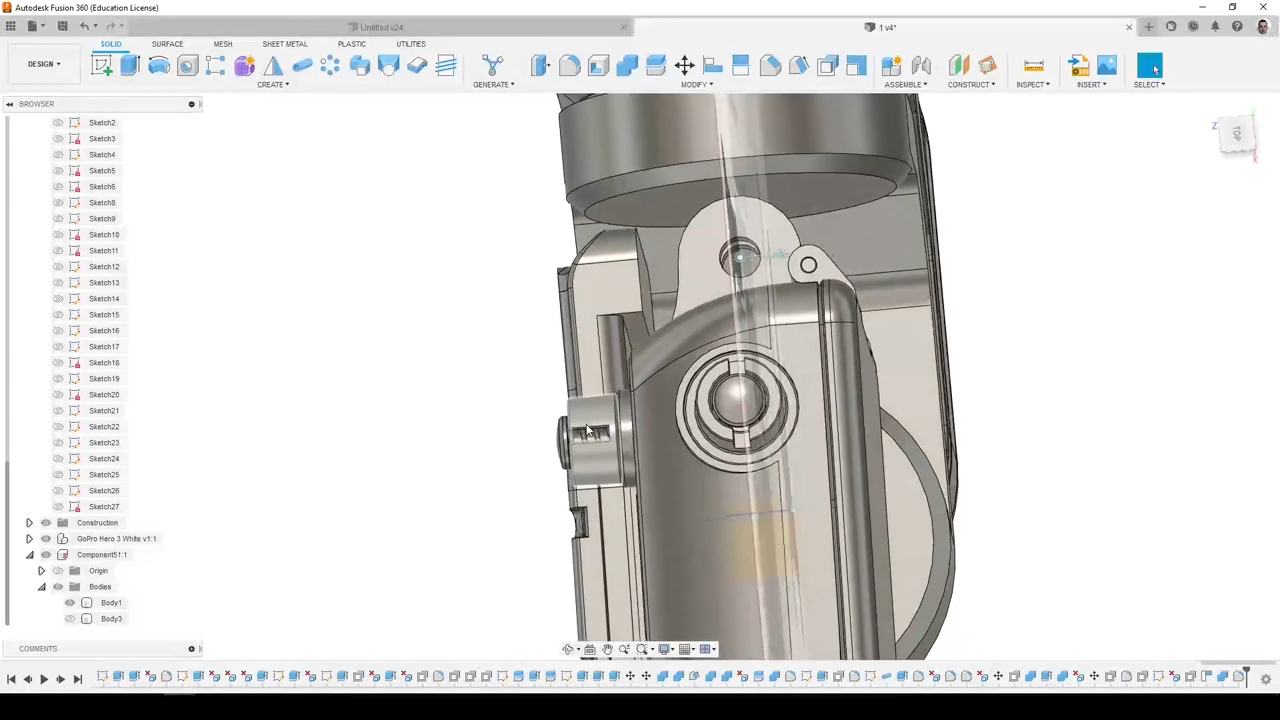 Autodesk Fusion 360 (Education License)
Untitled v24
1 v4*
SOLID SURFACE MESH SHEET METAL PLASTIC UTILITIES
DESIGN
CREATE GENERATE MODIFY ASSEMBLE CONSTRUCT INSPECT INSERT SELECT
BROWSER
Sketch2
Sketch3
Sketch4
Sketch5
Sketch6
Sketch8
Sketch9
Sketch10
Sketch11
Sketch12
Sketch13
Sketch14
Sketch15
Sketch16
Sketch17
Sketch18
Sketch19
Sketch20
Sketch21
Sketch22
Sketch23
Sketch24
Sketch25
Sketch26
Sketch27
Construction
GoPro Hero 3 White v1:1
Component51:1
Origin
Bodies
Body1
Body3
COMMENTS
Z
TOP
X